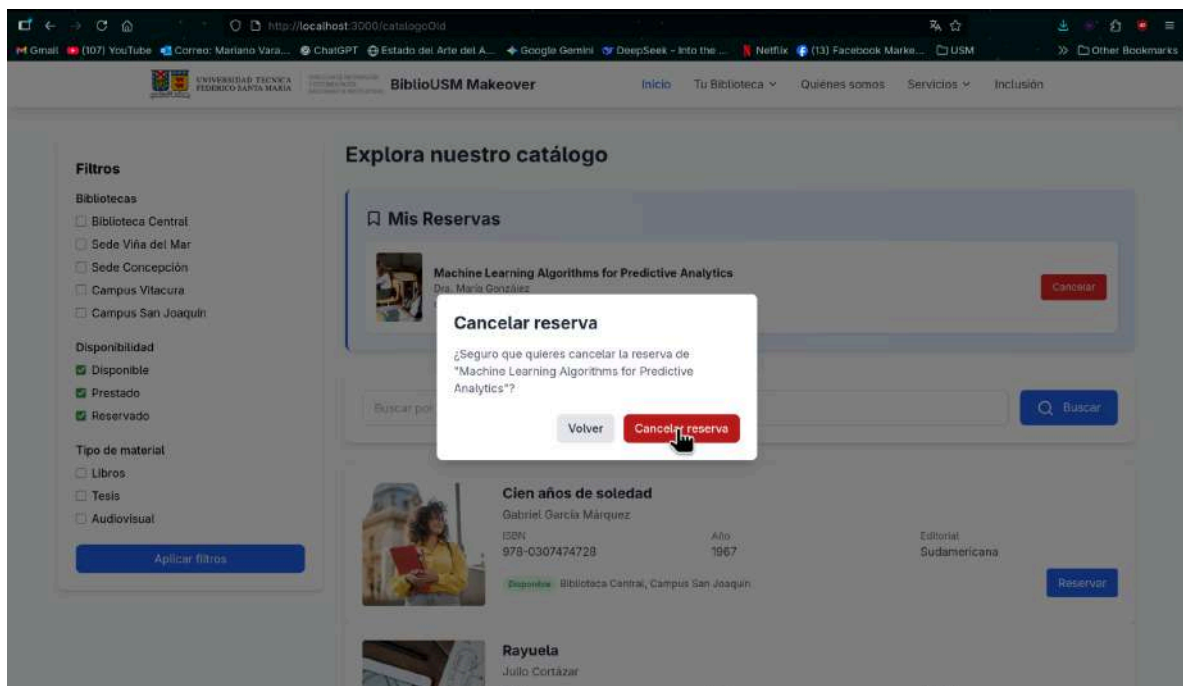 http://localhost:3000/catalogoOld
Gmail
(107) YouTube
Correo: Mariano Vara...
ChatGPT
Estado del Arte del A...
Google Gemini
DeepSeek - Into the ...
Netflix
(13) Facebook Marke...
USM
Other Bookmarks
UNIVERSIDAD TECNICA
FEDERICO SANTA MARIA
BiblioUSM Makeover
Inicio
Tu Biblioteca
Quiénes somos
Servicios
Inclusión
Filtros
Bibliotecas
Biblioteca Central
Sede Viña del Mar
Sede Concepción
Campus Vitacura
Campus San Joaquín
Disponibilidad
Disponible
Prestado
Reservado
Tipo de material
Libros
Tesis
Audiovisual
Aplicar filtros
Explora nuestro catálogo
Mis Reservas
Machine Learning Algorithms for Predictive Analytics
Dra. María González
Cancelar
Cancelar reserva
¿Seguro que quieres cancelar la reserva de
"Machine Learning Algorithms for Predictive
Analytics"?
Volver
Cancelar reserva
Buscar por
Buscar
Cien años de soledad
Gabriel García Márquez
ISBN
Año
Editorial
978-0307474728
1967
Sudamericana
Disponible
Biblioteca Central, Campus San Joaquín
Reservar
Rayuela
Julio Cortázar